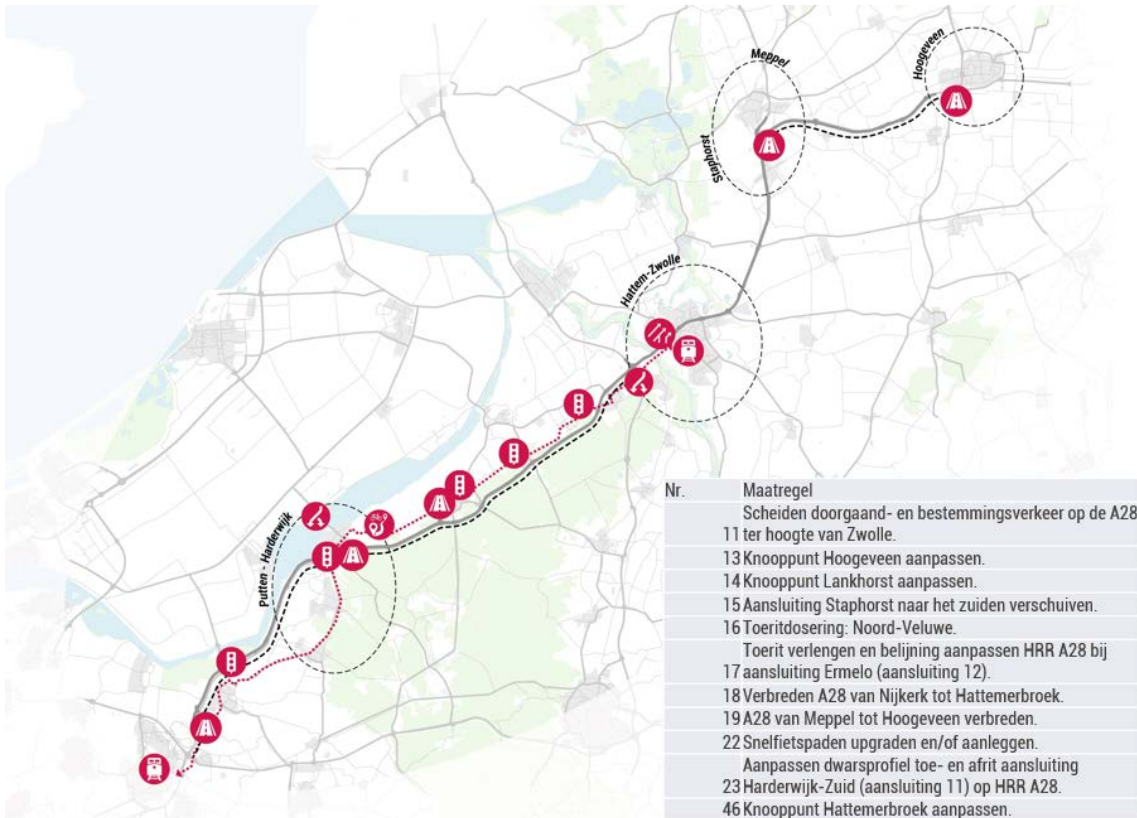 Hoogeveen
Meppel
Staphorst
Hattem-Zwolle
Putten - Harderwijk
Nr. Maatregel
Scheiden doorgaand- en bestemmingsverkeer op de A28
11 ter hoogte van Zwolle.
13 Knooppunt Hoogeveen aanpassen.
14 Knooppunt Lankhorst aanpassen.
15 Aansluiting Staphorst naar het zuiden verschuiven.
16 Toeritdosering: Noord-Veluwe.
Toerit verlengen en belijning aanpassen HRR A28 bij
17 aansluiting Ermelo (aansluiting 12).
18 Verbreden A28 van Nijkerk tot Hattemerbroek.
19 A28 van Meppel tot Hoogeveen verbreden.
22 Snelfietspaden upgraden en/of aanleggen.
Aanpassen dwarsprofiel toe- en afrit aansluiting
23 Harderwijk-Zuid (aansluiting 11) op HRR A28.
46 Knooppunt Hattemerbroek aanpassen.